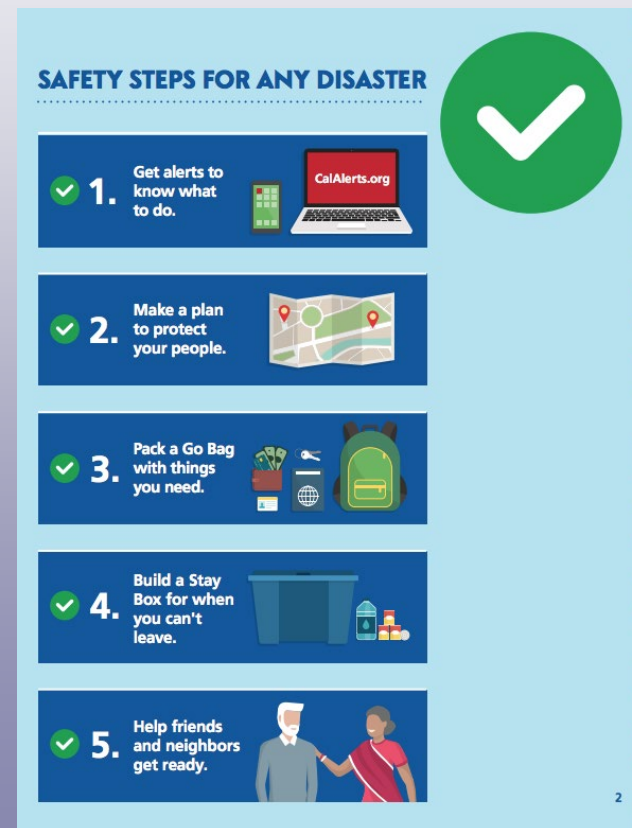 SAFETY STEPS FOR ANY DISASTER
1.
Get alerts to
know what
to do.
CalAlerts.org
2.
Make a plan
to protect
your people.
3.
Pack a Go Bag
with things
you need.
4.
Build a Stay
Box for when
you can't
leave.
5.
Help friends
and neighbors
get ready.
2